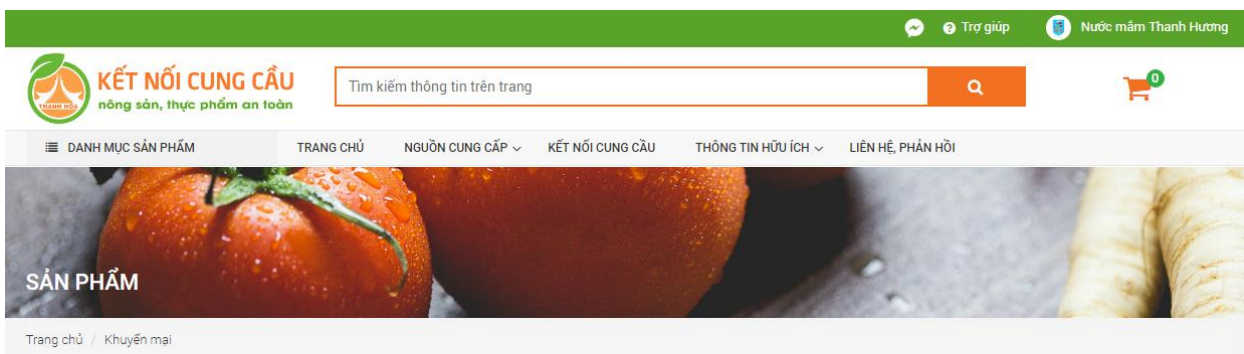 Trợ giúp
Nước mắm Thanh Hương
THANH HÓA
KẾT NỐI CUNG CẦU
nông sản, thực phẩm an toàn
Tìm kiếm thông tin trên trang
0
DANH MỤC SẢN PHẨM
TRANG CHỦ
NGUỒN CUNG CẤP
KẾT NỐI CUNG CẦU
THÔNG TIN HỮU ÍCH
LIÊN HỆ, PHẢN HỒI
SẢN PHẨM
Trang chủ / Khuyến mại